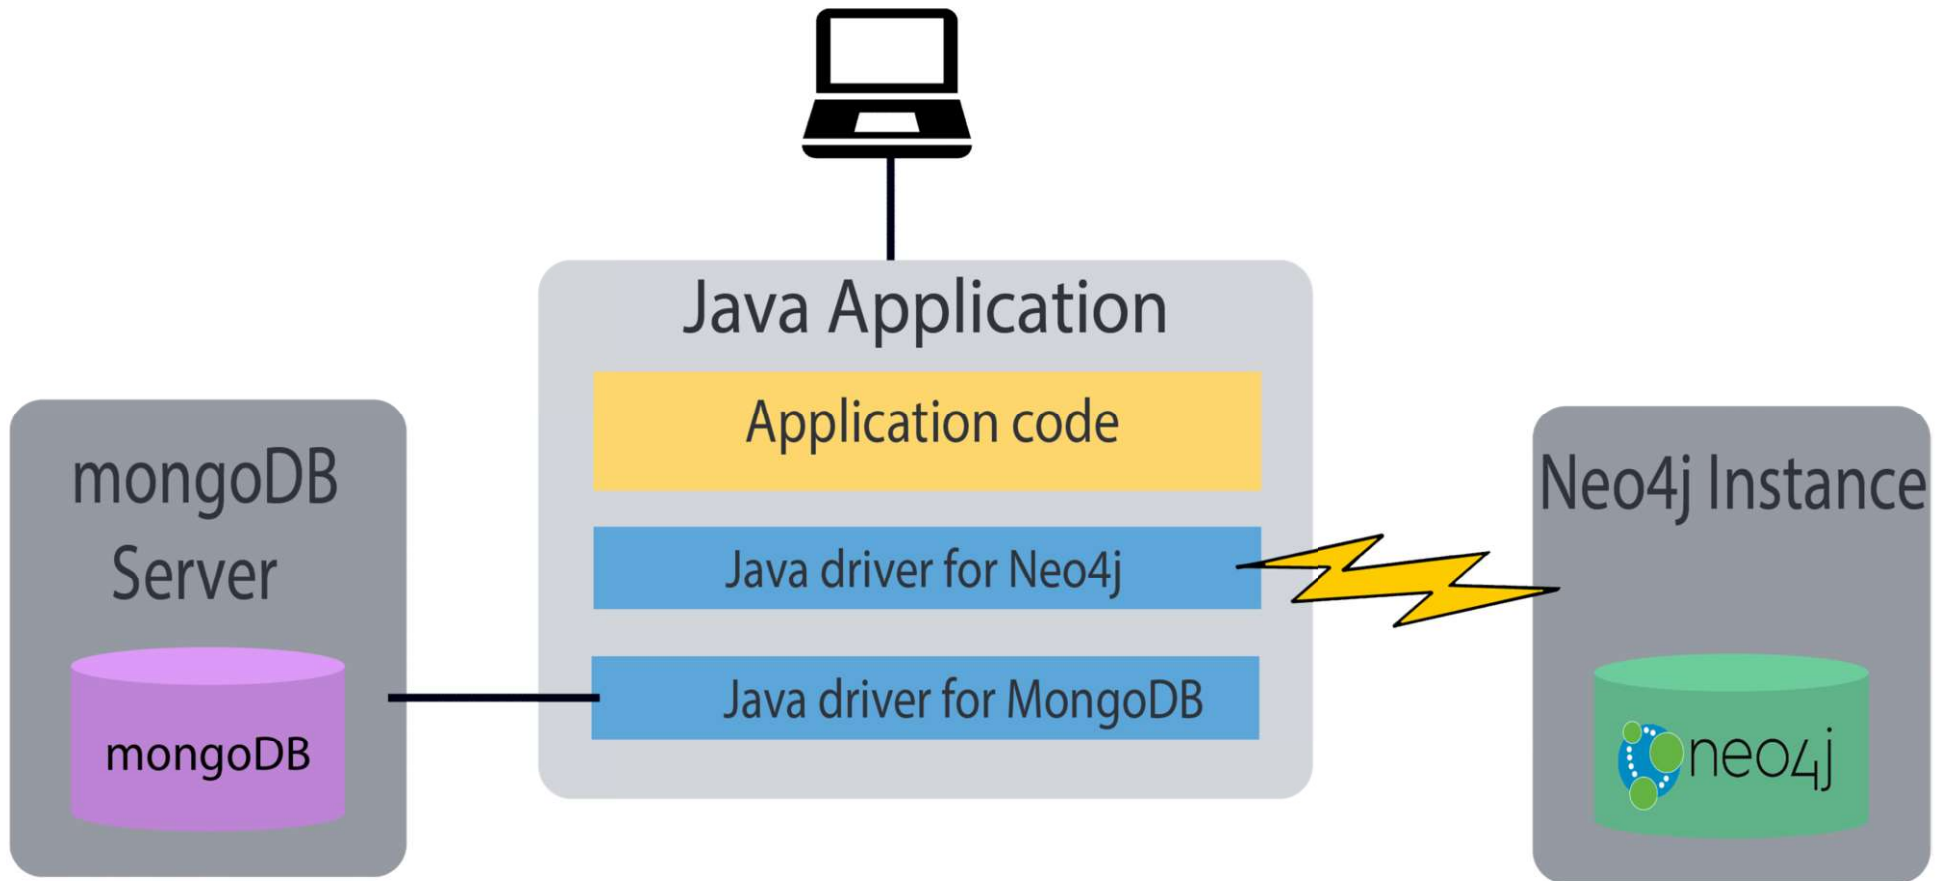 Java Application
Application code
Java driver for Neo4j
Java driver for MongoDB
mongoDB
Server
mongoDB
Neo4j Instance
neo4j